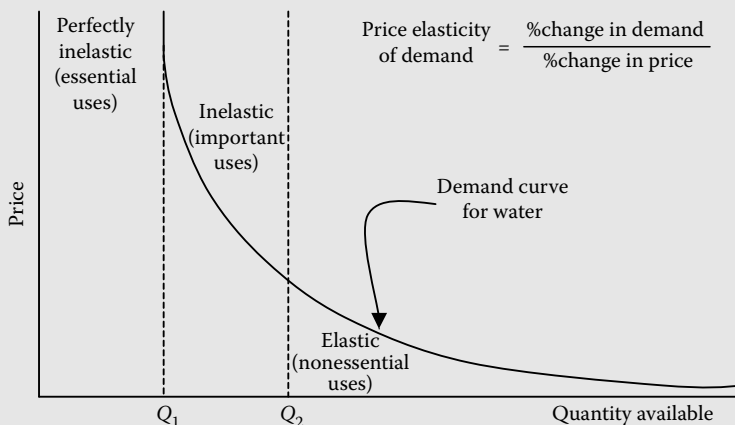 Perfectly
inelastic
(essential
uses)
Price elasticity
of demand
=
%change in demand
%change in price
Inelastic
(important
uses)
Demand curve
for water
Price
Elastic
(nonessential
uses)
Q1
Q2
Quantity available